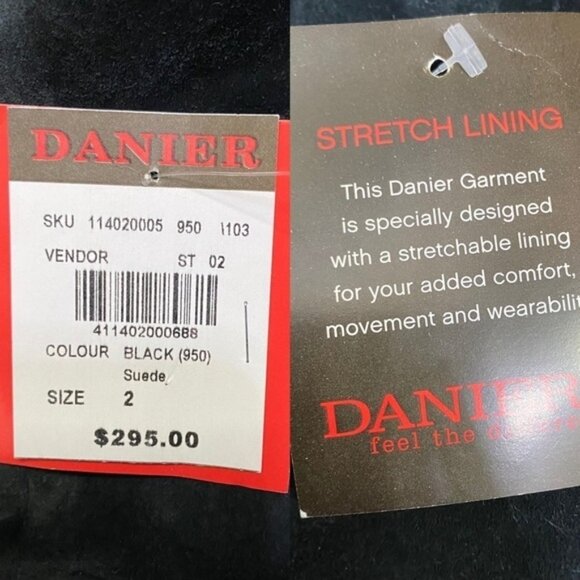 DANIER
SKU 114020005 950 1103
VENDOR ST 02
411402000688
COLOUR BLACK (950)
Suede
SIZE 2
$295.00
STRETCH LINING
This Danier Garment
is specially designed
with a stretchable lining
for your added comfort,
movement and wearabilit
DANIER
feel the